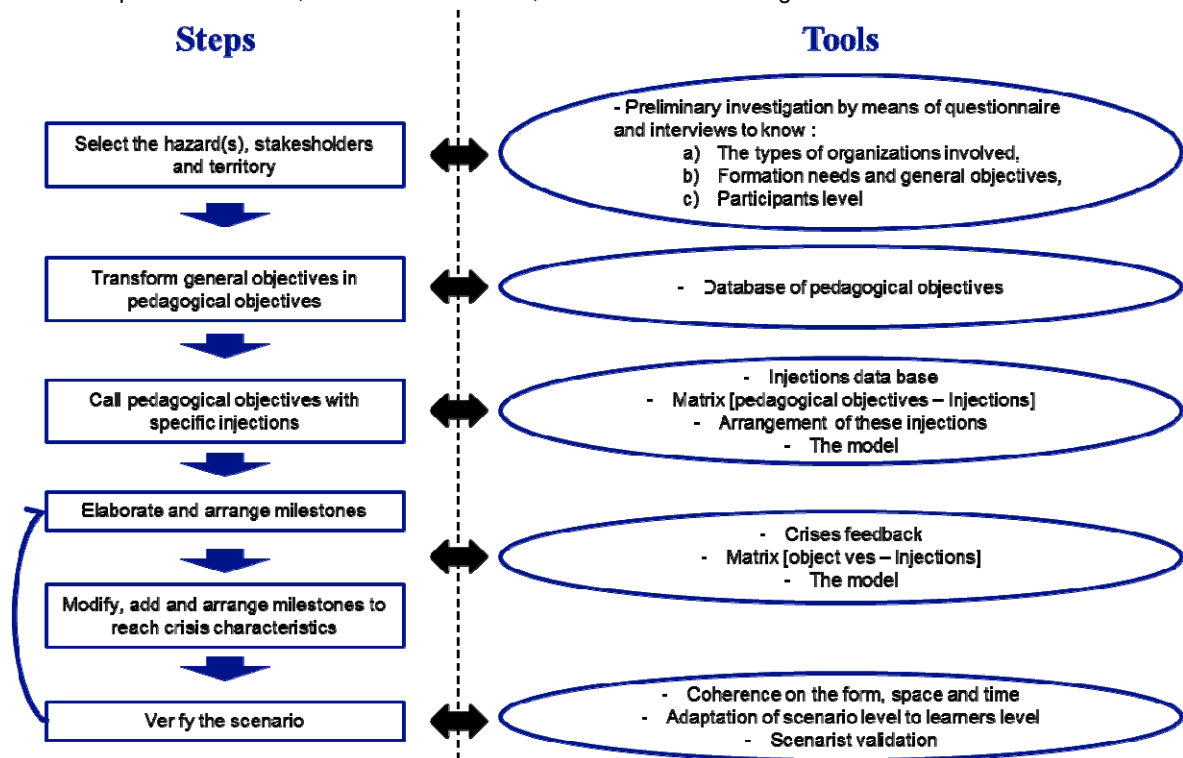 Steps
Tools
Select the hazard(s), stakesholders
and territory
- Preliminary investigation by means of questionnaire
and interviews to know :
a) The types of organizations involved,
b) Formation needs and general objectives,
c) Participants level
Transform general objectives in
pedagogical objectives
- Database of pedagogical objectives
Call pedagogical objectives with
specific injections
- Injections data base
- Matrix [pedagogical objectives – Injections]
- Arrangement of these injections
- The model
Elaborate and arrange milestones
- Crises feedback
- Matrix [object ves – Injections]
- The model
Modify, add and arrange milestones to
reach crisis characteristics
Ver fy the scenario
- Coherence on the form, space and time
- Adaptation of scenario level to learners level
- Scenarist validation